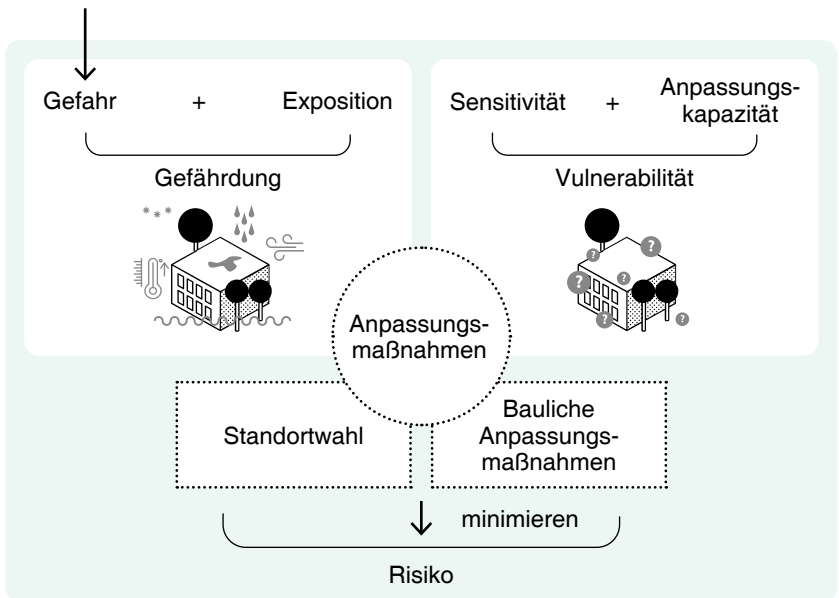 Gefahr + Exposition
Gefährdung
Sensitivität + Anpassungs-
kapazität
Vulnerabilität
? ? ? ? ? ?
Anpassungs-
maßnahmen
Standortwahl
Bauliche
Anpassungs-
maßnahmen
minimieren
Risiko